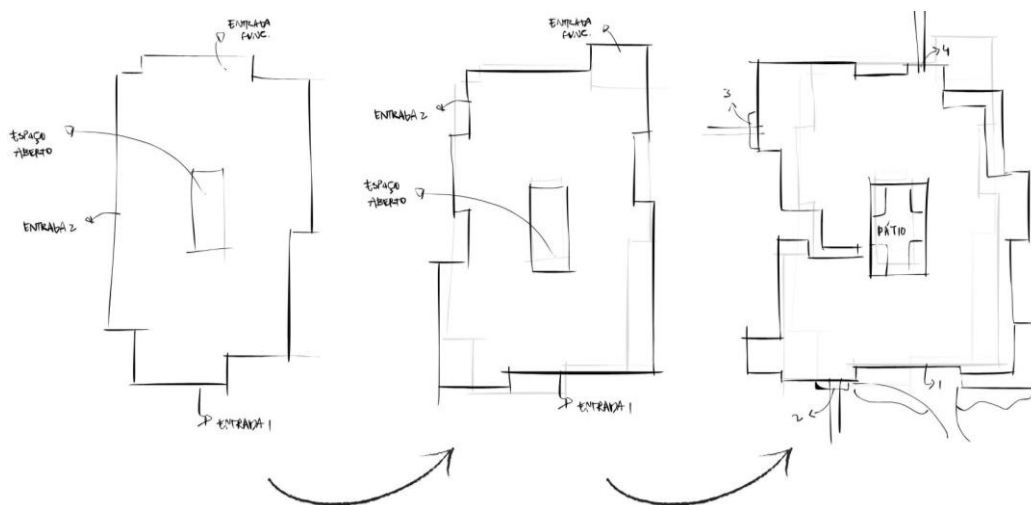 ENTRADA
FUNC.
ESPAÇO
ABERTO
ENTRADA 2
ENTRADA 1
ENTRADA
FUNC.
ENTRADA 2
ESPAÇO
ABERTO
ENTRADA 1
4
3
PÁTIO
1
2